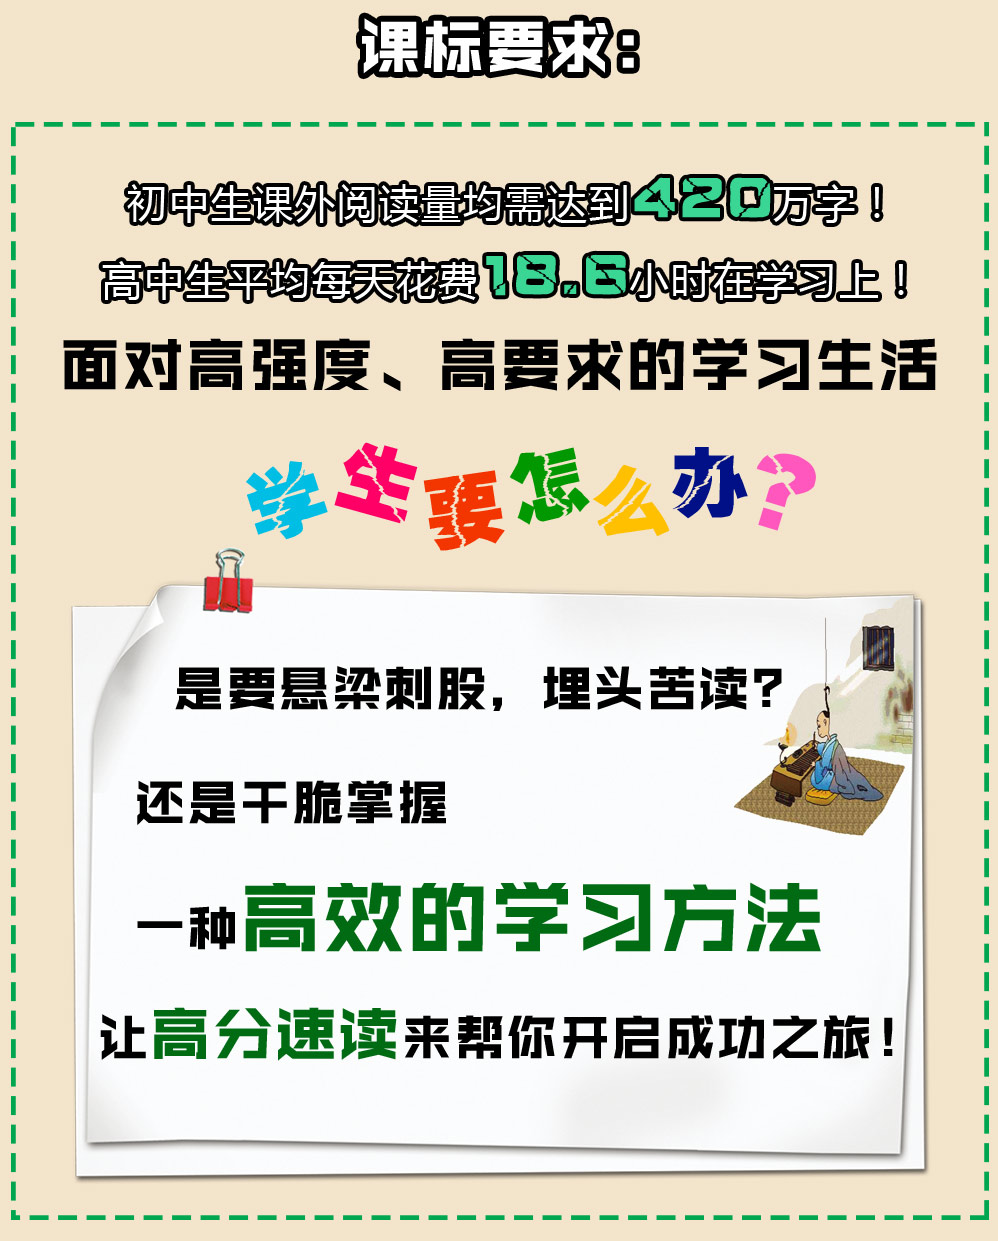 课标要求:
初中生课外阅读量均需达到420万字！
高中生平均每天花费18.6小时在学习上！
面对高强度、高要求的学习生活
学生要怎么办?
是要悬梁刺股，埋头苦读?
还是干脆掌握
一种高效的学习方法
让高分速读来帮你开启成功之旅!